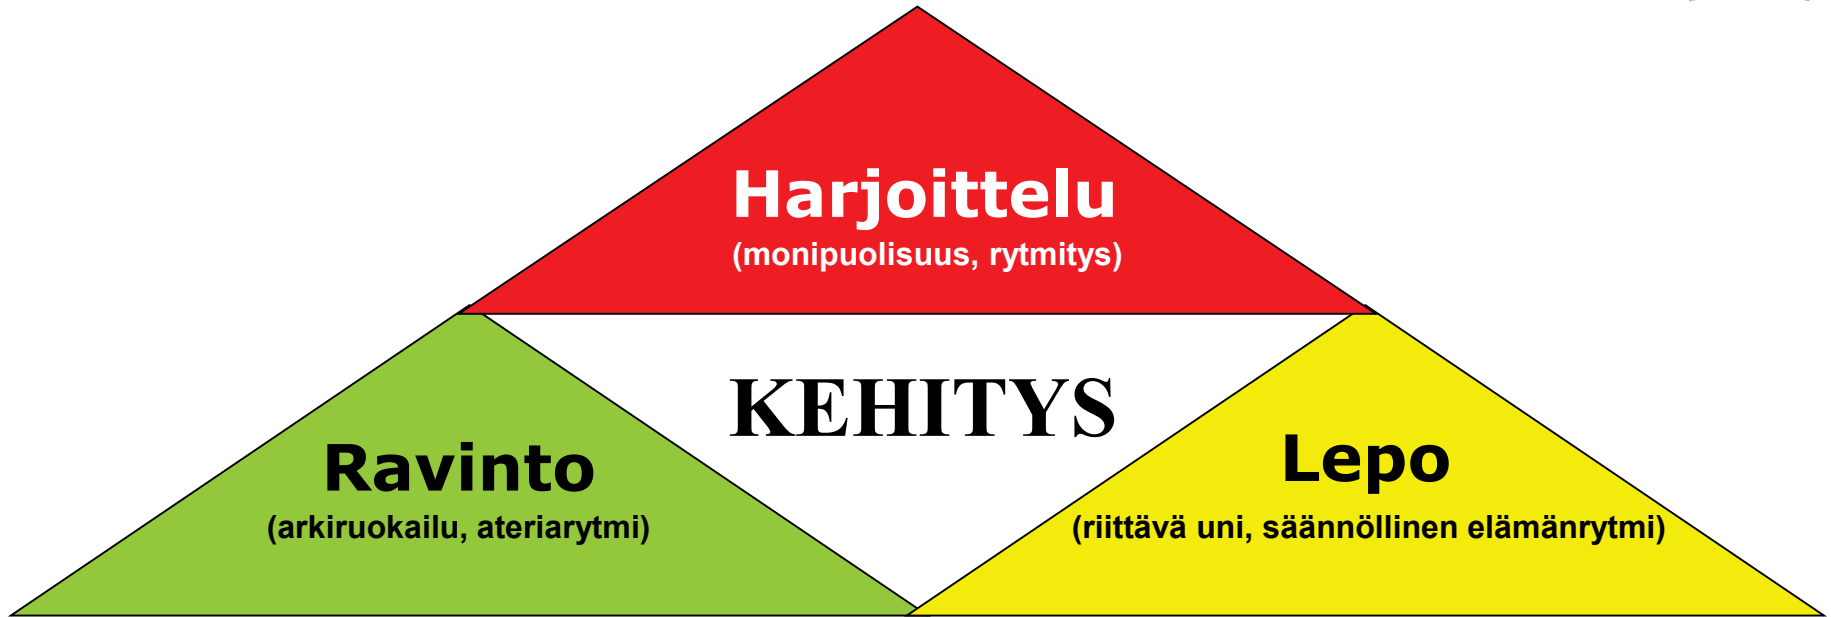 Harjoittelu
(monipuolisuus, rytmitys)
KEHITYS
Ravinto
(arkiruokailu, ateriarytmi)
Lepo
(riittävä uni, säännöllinen elämänrytmi)